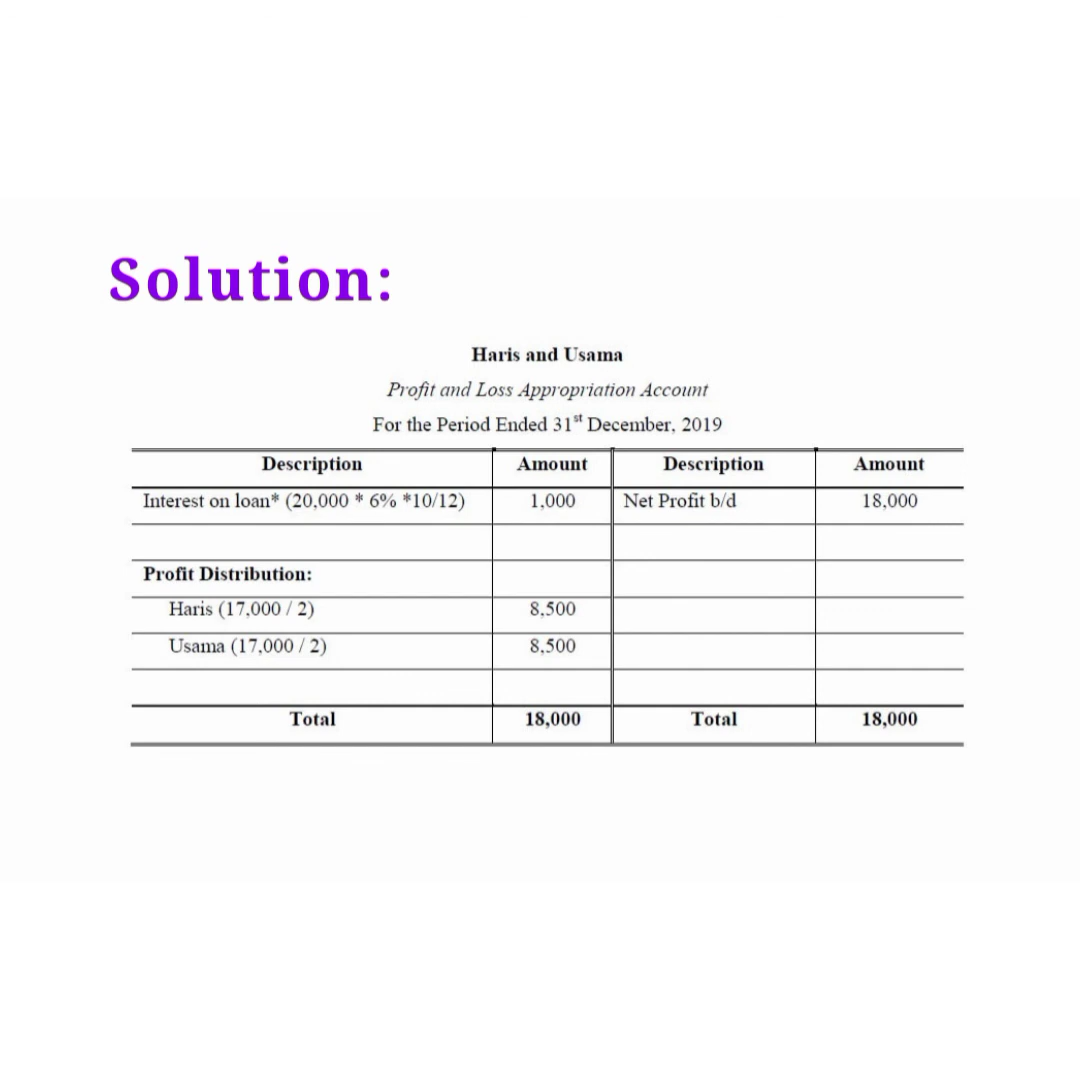 Solution:
Haris and Usama
Profit and Loss Appropriation Account
For the Period Ended 31st December, 2019
Description Amount Description Amount
Interest on loan* (20,000 * 6% *10/12) 1,000 Net Profit b/d 18,000
Profit Distribution:
Haris (17,000 / 2) 8,500
Usama (17,000 / 2) 8,500
Total 18,000 Total 18,000